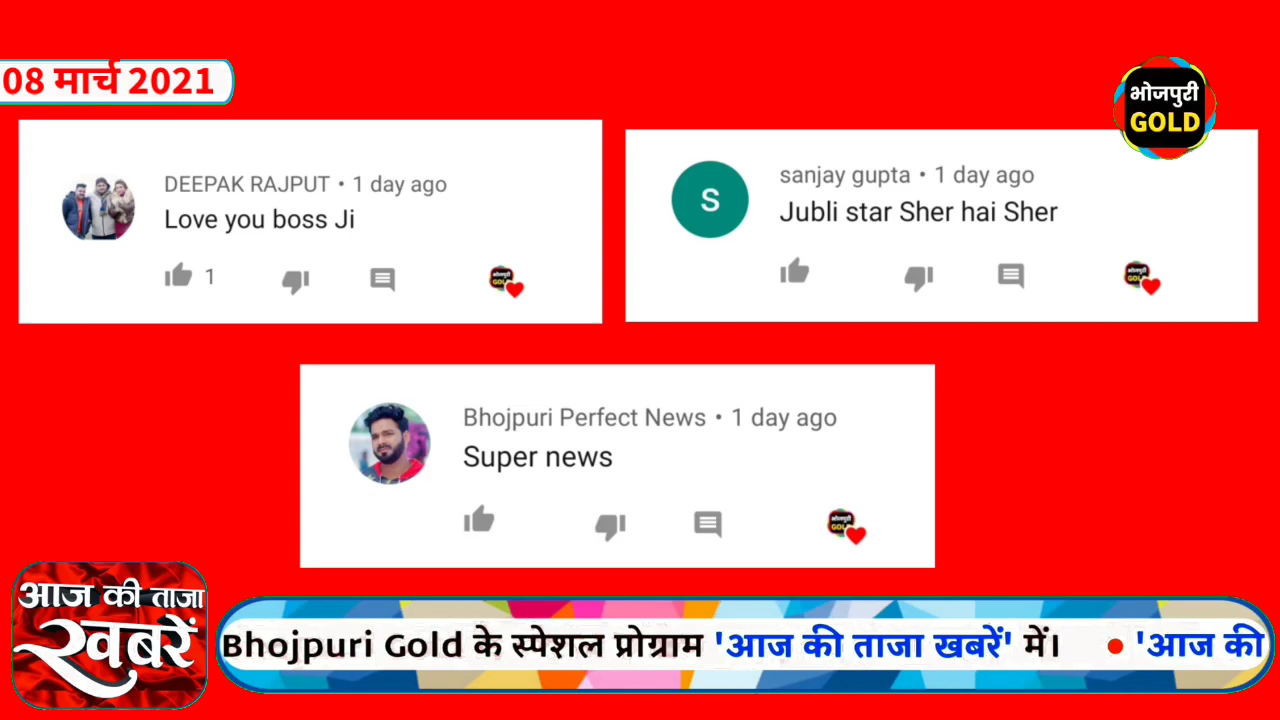 08 मार्च 2021
भोजपुरी
GOLD
DEEPAK RAJPUT • 1 day ago
Love you boss Ji
1
S
sanjay gupta • 1 day ago
Jubli star Sher hai Sher
Bhojpuri Perfect News • 1 day ago
Super news
आज की ताजा
खबरें
Bhojpuri Gold के स्पेशल प्रोग्राम 'आज की ताजा खबरें' में। • 'आज की